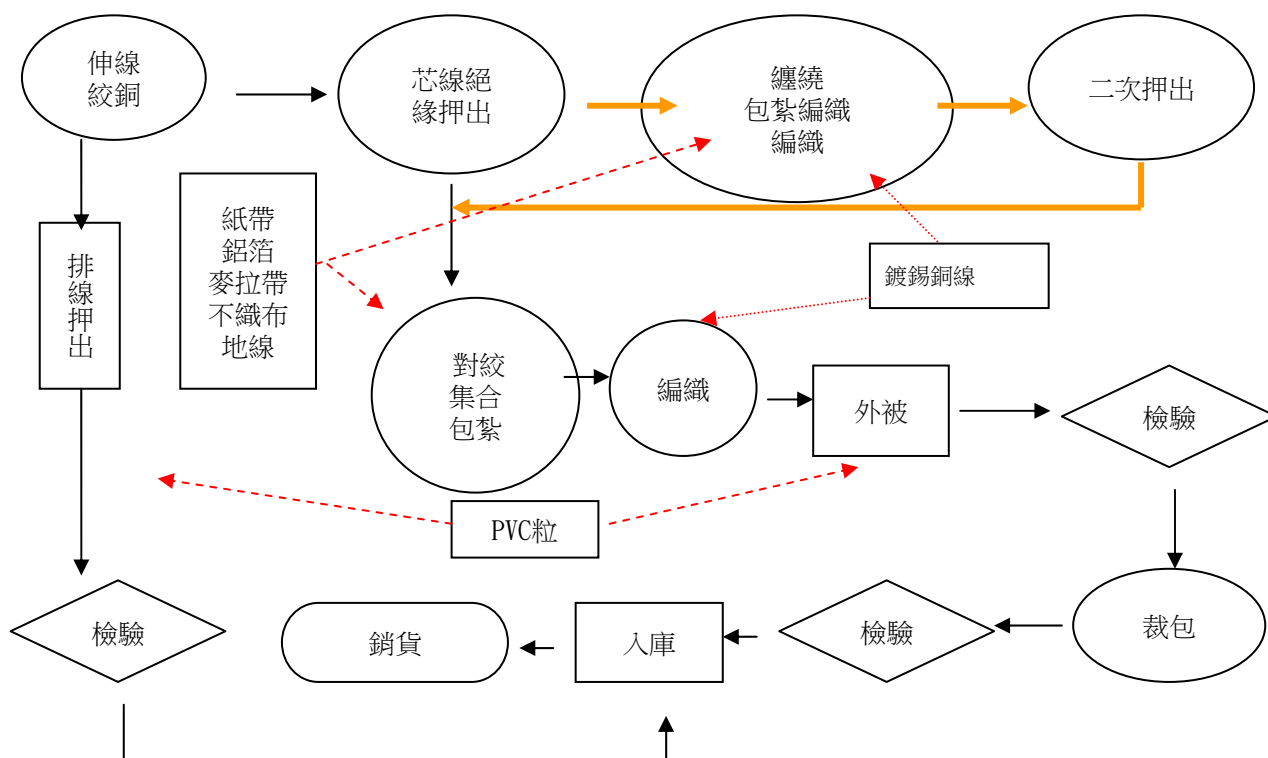 伸線
絞銅
芯線絕
緣押出
纏繞
包紮編織
編織
二次押出
排線押出
紙帶
鋁箔
麥拉帶
不織布
地線
鍍錫銅線
對絞
集合
包紮
編織
外被
檢驗
PVC粒
檢驗
銷貨
入庫
檢驗
裁包